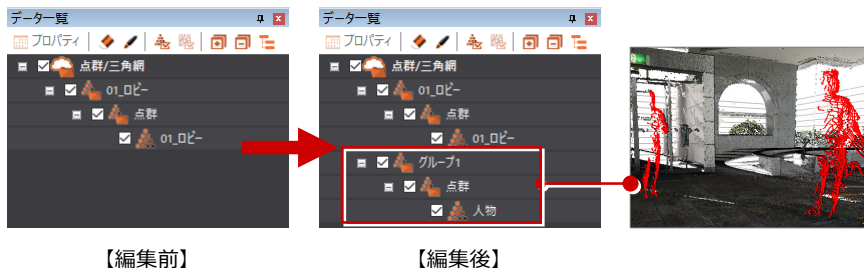 データ一覧
プロパティ
点群/三角網
01_ロビー
点群
01_ロビー
【編集前】
データ一覧
プロパティ
点群/三角網
01_ロビー
点群
01_ロビー
グループ1
点群
人物
【編集後】